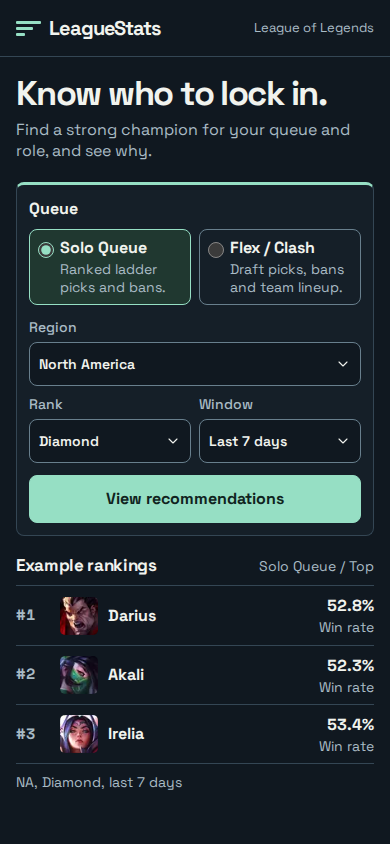 LeagueStats
League of Legends
Know who to lock in.
Find a strong champion for your queue and
role, and see why.
Queue
Solo Queue
Ranked ladder
picks and bans.
Flex / Clash
Draft picks, bans
and team lineup.
Region
North America
Rank
Window
Diamond
Last 7 days
View recommendations
Example rankings
Solo Queue / Top
#1
Darius
52.8%
Win rate
#2
Akali
52.3%
Win rate
#3
Irelia
53.4%
Win rate
NA, Diamond, last 7 days